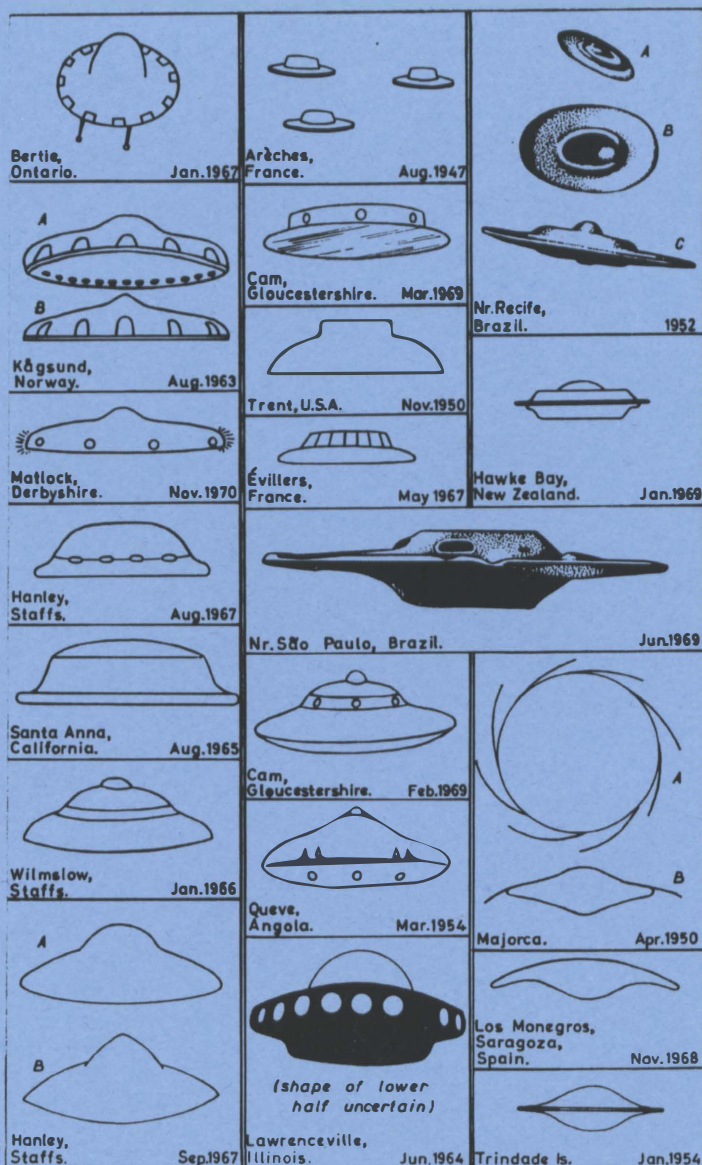 Bertie,
Ontario. Jan.1967
A
B
Kågsund,
Norway. Aug.1963
Matlock,
Derbyshire. Nov.1970
Hanley,
Staffs. Aug.1967
Santa Anna,
California. Aug.1965
Wilmslow,
Staffs. Jan.1966
A
B
Hanley,
Staffs. Sep.1967
Arèches,
France. Aug.1947
Cam,
Gloucestershire. Mar.1969
Trent, U.S.A. Nov.1950
Évillers,
France. May 1967
A
B
C
Nr.Recife,
Brazil. 1952
Hawke Bay,
New Zealand. Jan.1969
Nr.São Paulo, Brazil. Jun.1969
Cam,
Gloucestershire. Feb.1969
Queve,
Angola. Mar.1954
(shape of lower
half uncertain)
Lawrenceville,
Illinois. Jun.1964
A
B
Majorca. Apr.1950
Los Monegros,
Saragoza,
Spain. Nov.1968
Trindade Is. Jan.1954